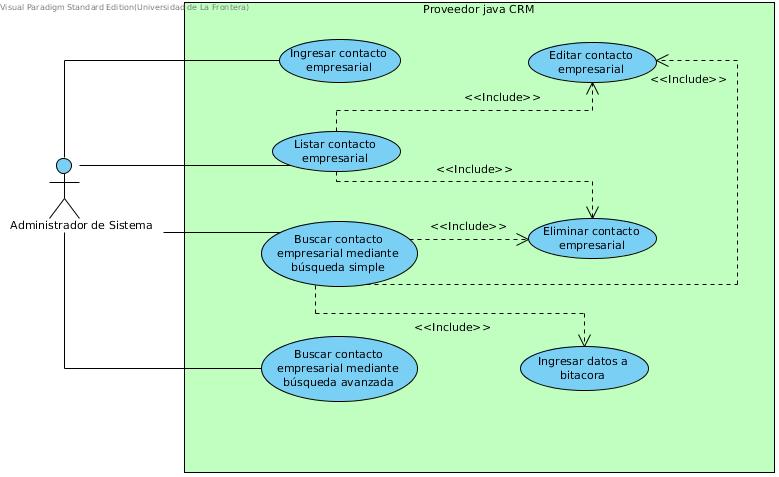 Visual Paradigm Standard Edition(Universidad de La Frontera)
Proveedor java CRM
Ingresar contacto
empresarial
Editar contacto
empresarial
<<Include>>
<<Include>>
Listar contacto
empresarial
<<Include>>
Administrador de Sistema
Buscar contacto
empresarial mediante
búsqueda simple
<<Include>>
Eliminar contacto
empresarial
<<Include>>
Buscar contacto
empresarial mediante
búsqueda avanzada
Ingresar datos a
bitacora